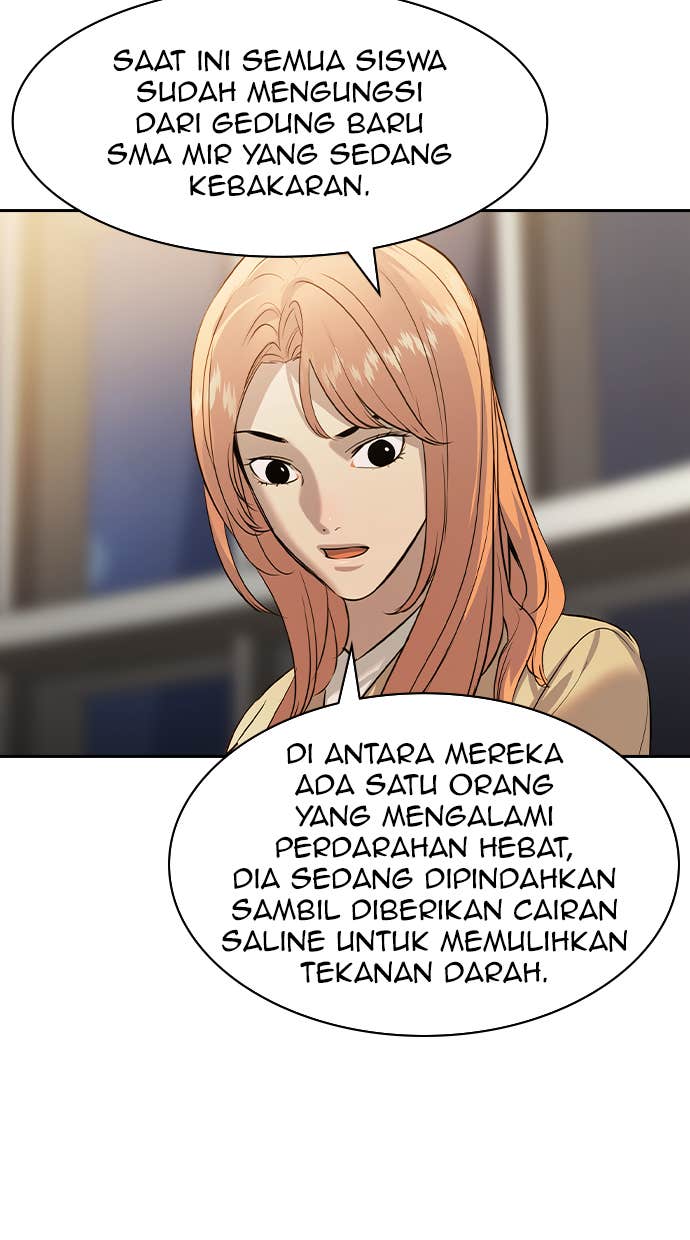 SAAT INI SEMUA SISWA
SUDAH MENGUNGSI
DARI GEDUNG BARU
SMA MIR YANG SEDANG
KEBAKARAN.
DI ANTARA MEREKA
ADA SATU ORANG
YANG MENGALAMI
PERDARAHAN HEBAT,
DIA SEDANG DIPINDAHKAN
SAMBIL DIBERIKAN CAIRAN
SALINE UNTUK MEMULIHKAN
TEKANAN DARAH.